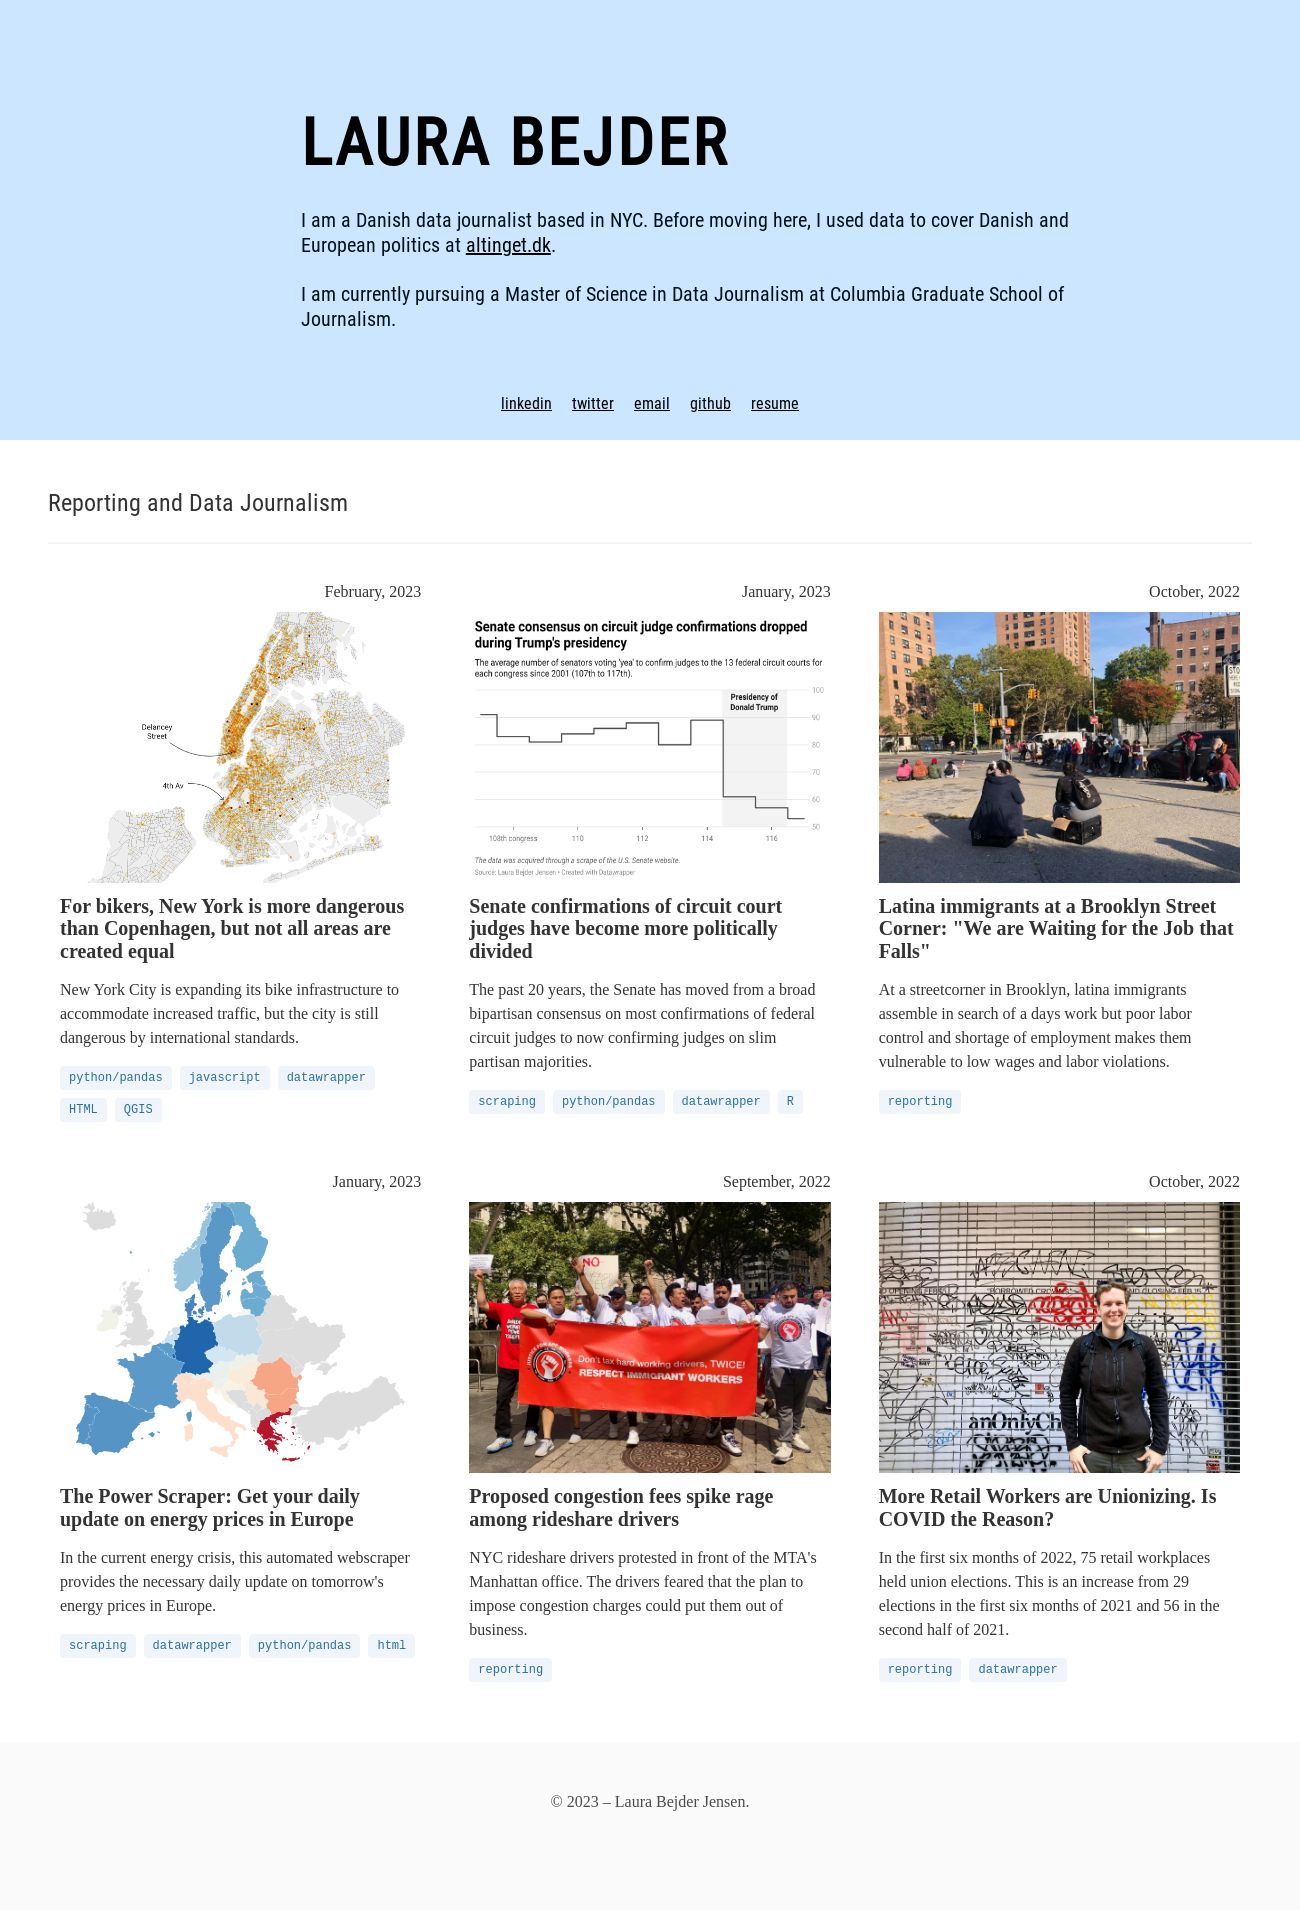 LAURA BEJDER
I am a Danish data journalist based in NYC. Before moving here, I used data to cover Danish and
European politics at altinget.dk.
I am currently pursuing a Master of Science in Data Journalism at Columbia Graduate School of
Journalism.
linkedin twitter email github resume
Reporting and Data Journalism
February, 2023
Delancey
Street
4th Av
For bikers, New York is more dangerous
than Copenhagen, but not all areas are
created equal
New York City is expanding its bike infrastructure to
accommodate increased traffic, but the city is still
dangerous by international standards.
python/pandas javascript datawrapper
HTML QGIS
January, 2023
Senate consensus on circuit judge confirmations dropped
during Trump's presidency
The average number of senators voting 'yea' to confirm judges to the 13 federal circuit courts for
each congress since 2001 (107th to 117th).
Presidency of
Donald Trump
100
90
80
70
60
50
108th congress 110 112 114 116
The data was acquired through a scrape of the U.S. Senate website.
Source: Laura Bejder Jensen • Created with Datawrapper
Senate confirmations of circuit court
judges have become more politically
divided
The past 20 years, the Senate has moved from a broad
bipartisan consensus on most confirmations of federal
circuit judges to now confirming judges on slim
partisan majorities.
scraping python/pandas datawrapper R
October, 2022
Latina immigrants at a Brooklyn Street
Corner: "We are Waiting for the Job that
Falls"
At a streetcorner in Brooklyn, latina immigrants
assemble in search of a days work but poor labor
control and shortage of employment makes them
vulnerable to low wages and labor violations.
reporting
January, 2023
The Power Scraper: Get your daily
update on energy prices in Europe
In the current energy crisis, this automated webscraper
provides the necessary daily update on tomorrow's
energy prices in Europe.
scraping datawrapper python/pandas html
September, 2022
NO
Don't tax hard working drivers, TWICE!
RESPECT IMMIGRANT WORKERS
Proposed congestion fees spike rage
among rideshare drivers
NYC rideshare drivers protested in front of the MTA's
Manhattan office. The drivers feared that the plan to
impose congestion charges could put them out of
business.
reporting
October, 2022
More Retail Workers are Unionizing. Is
COVID the Reason?
In the first six months of 2022, 75 retail workplaces
held union elections. This is an increase from 29
elections in the first six months of 2021 and 56 in the
second half of 2021.
reporting datawrapper
© 2023 – Laura Bejder Jensen.